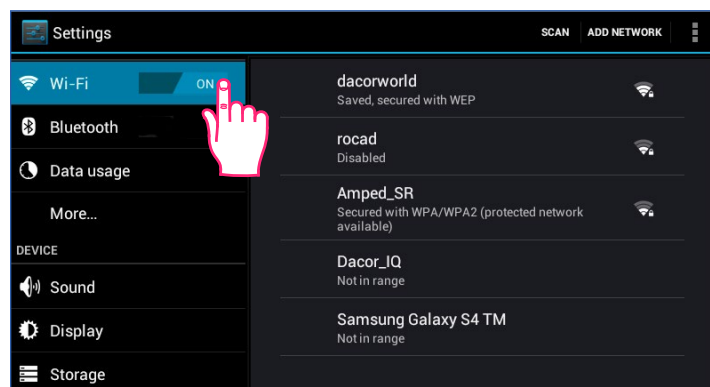 Settings
SCAN
ADD NETWORK
Wi-Fi
ON
Bluetooth
Data usage
More...
DEVICE
Sound
Display
Storage
dacorworld
Saved, secured with WEP
rocad
Disabled
Amped_SR
Secured with WPA/WPA2 (protected network
available)
Dacor_IQ
Not in range
Samsung Galaxy S4 TM
Not in range